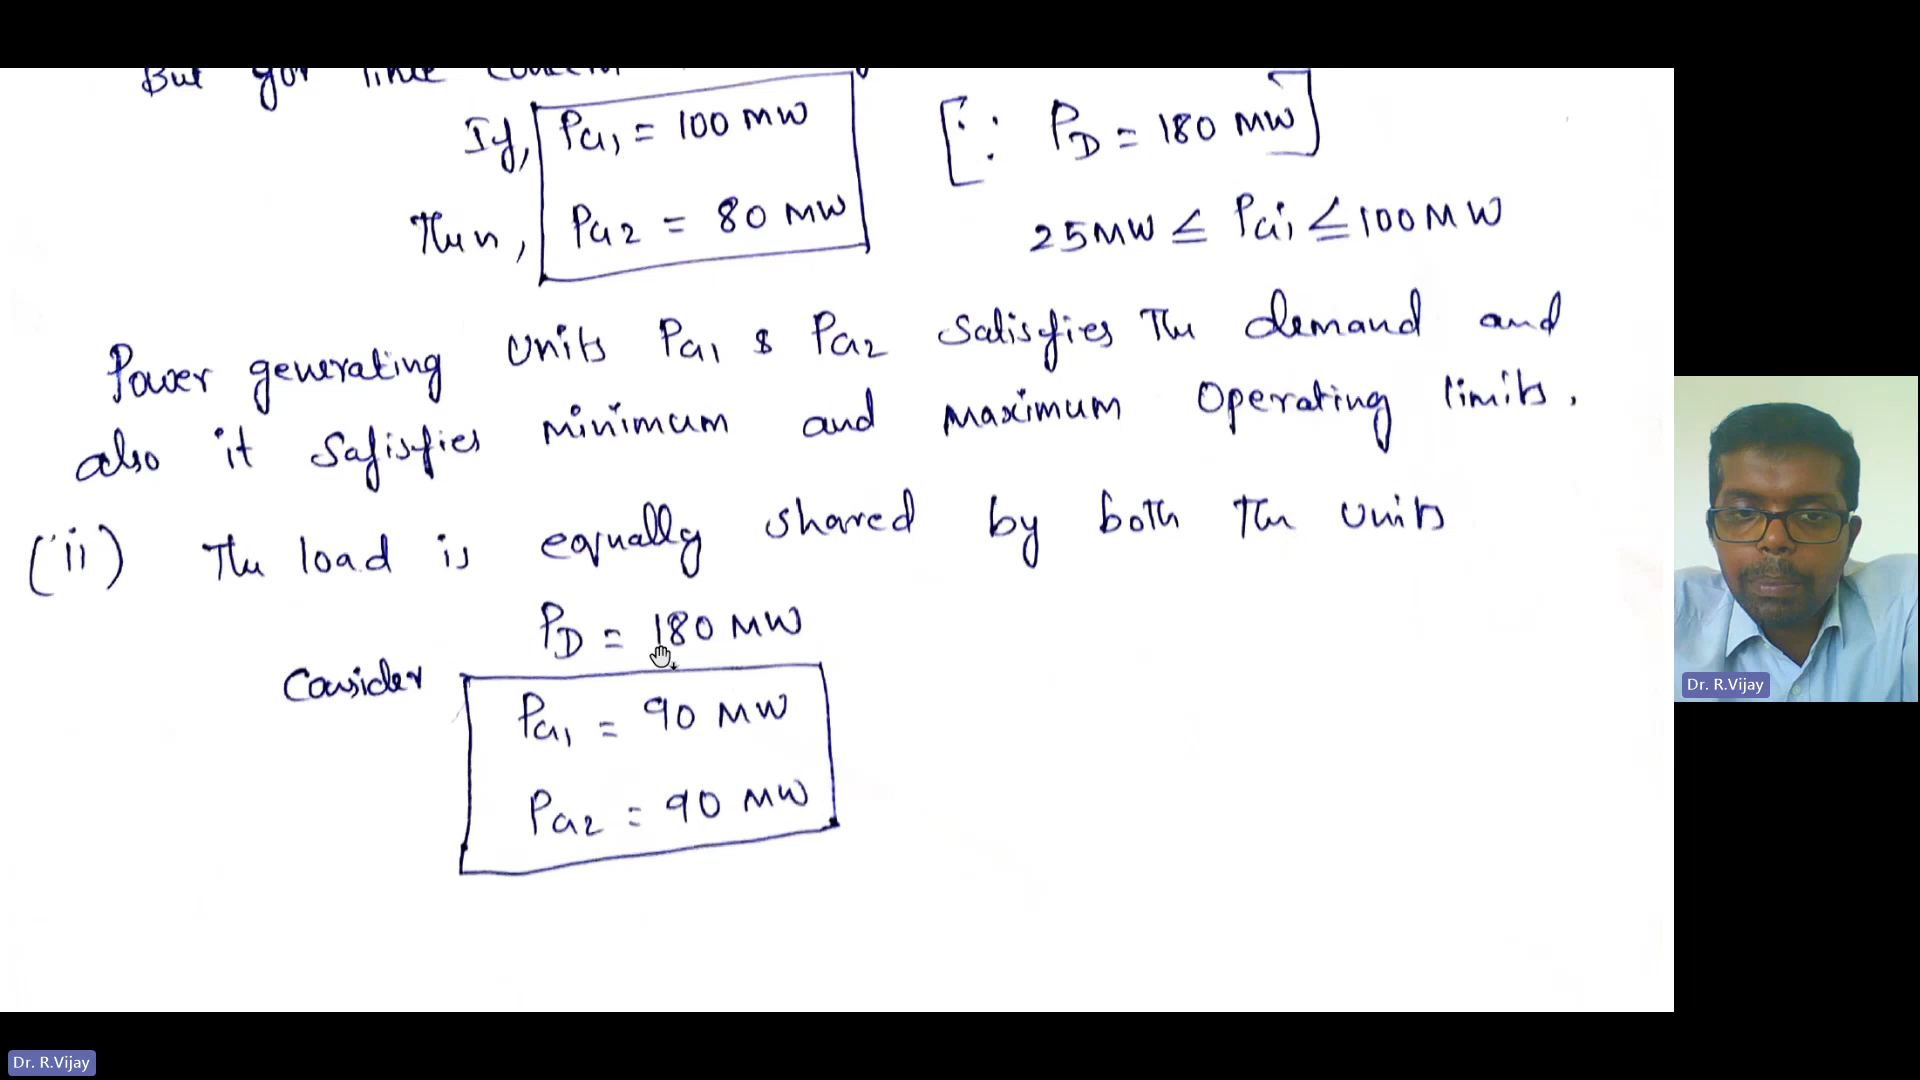 But for
If, PG1 = 100 MW [∵ PD = 180 MW]
Then, PG2 = 80 MW 25MW ≤ PGi ≤ 100MW
Power generating units PG1 & PG2 satisfies The demand and
also it Satisfies minimum and maximum operating limits.
(ii) The load is equally shared by both The units
PD = 180 MW
Consider
PG1 = 90 MW
PG2 = 90 MW
Dr. R.Vijay
Dr. R.Vijay